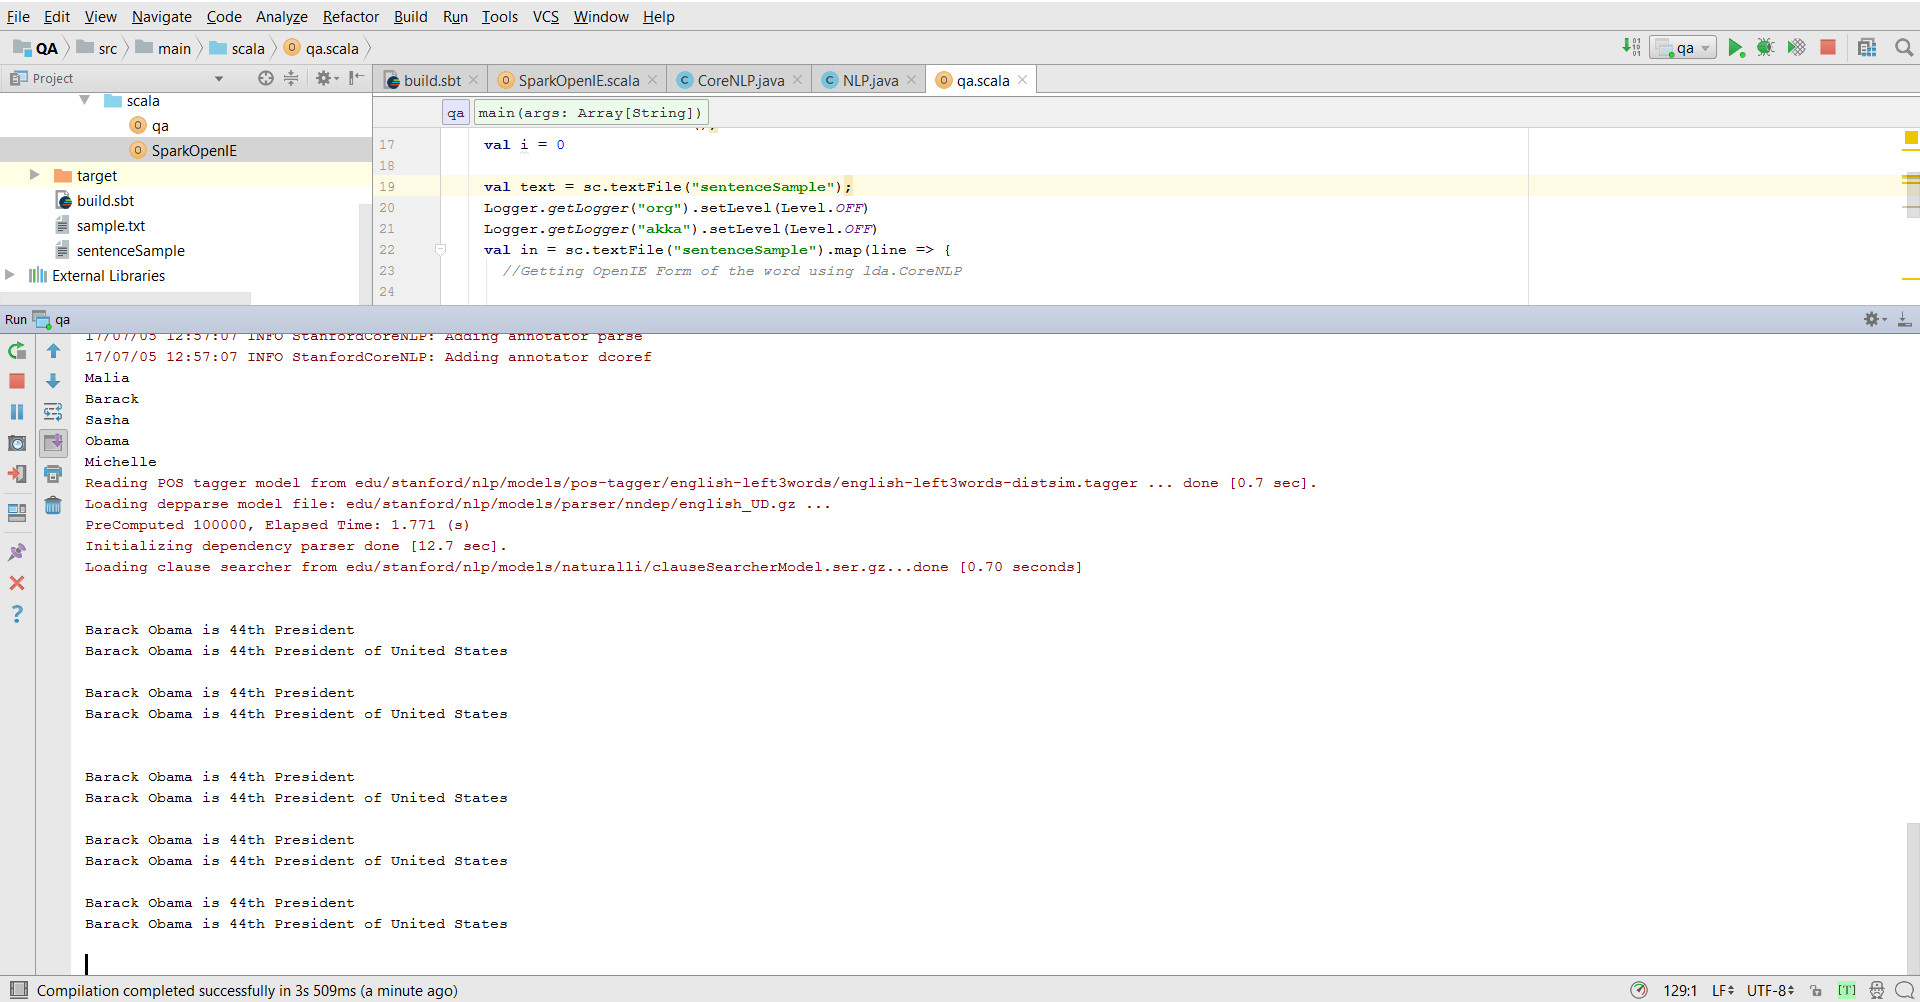 File Edit View Navigate Code Analyze Refactor Build Run Tools VCS Window Help
QA src main scala qa.scala
qa
Project
build.sbt SparkOpenIE.scala CoreNLP.java NLP.java qa.scala
scala
qa
SparkOpenIE
target
build.sbt
sample.txt
sentenceSample
External Libraries
qa main(args: Array[String])
17 val i = 0
18
19 val text = sc.textFile("sentenceSample");
20 Logger.getLogger("org").setLevel(Level.OFF)
21 Logger.getLogger("akka").setLevel(Level.OFF)
22 val in = sc.textFile("sentenceSample").map(line => {
23 //Getting OpenIE Form of the word using lda.CoreNLP
24
Run qa
17/07/05 12:57:07 INFO StanfordCoreNLP: Adding annotator parse
17/07/05 12:57:07 INFO StanfordCoreNLP: Adding annotator dcoref
Malia
Barack
Sasha
Obama
Michelle
Reading POS tagger model from edu/stanford/nlp/models/pos-tagger/english-left3words/english-left3words-distsim.tagger ... done [0.7 sec].
Loading depparse model file: edu/stanford/nlp/models/parser/nndep/english_UD.gz ...
PreComputed 100000, Elapsed Time: 1.771 (s)
Initializing dependency parser done [12.7 sec].
Loading clause searcher from edu/stanford/nlp/models/naturalli/clauseSearcherModel.ser.gz...done [0.70 seconds]
Barack Obama is 44th President
Barack Obama is 44th President of United States
Barack Obama is 44th President
Barack Obama is 44th President of United States
Barack Obama is 44th President
Barack Obama is 44th President of United States
Barack Obama is 44th President
Barack Obama is 44th President of United States
Barack Obama is 44th President
Barack Obama is 44th President of United States
Compilation completed successfully in 3s 509ms (a minute ago)
129:1 LF UTF-8 [T]